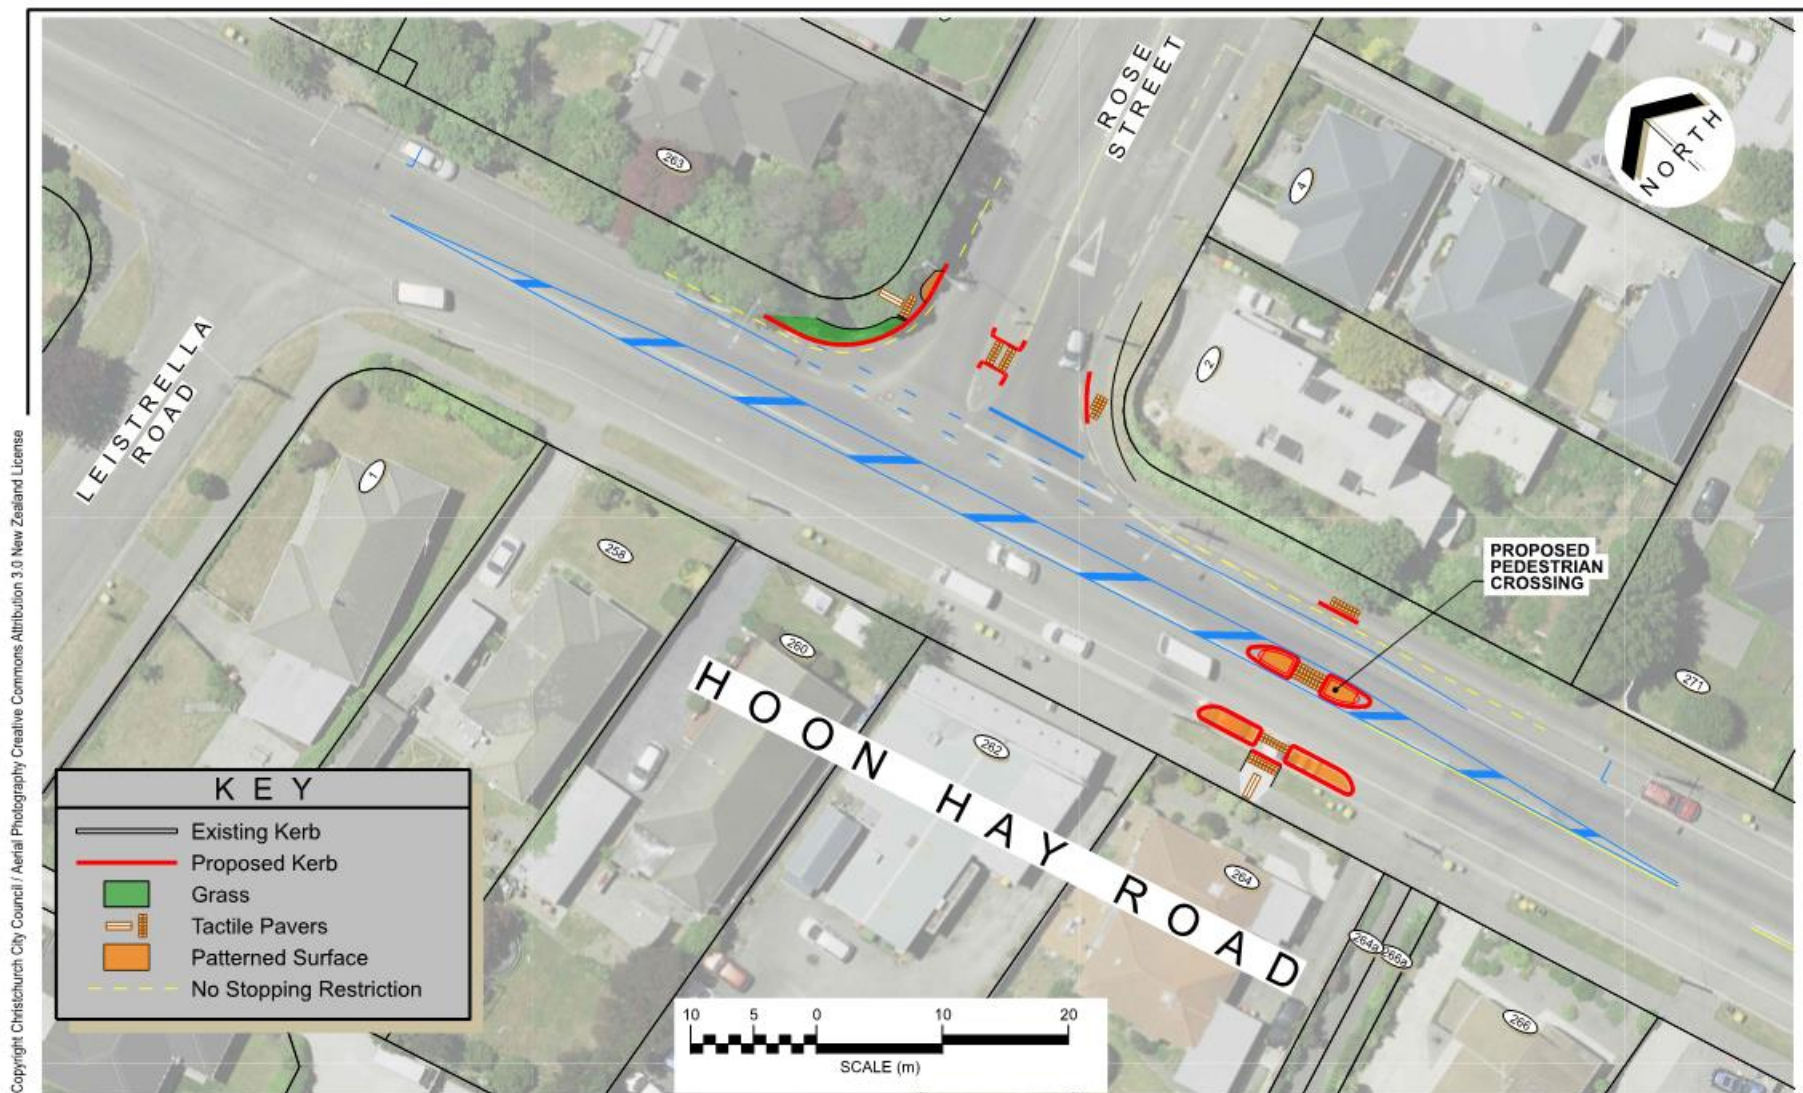 ROSE
STREET
NORTH
263
4
2
LEISTRELLA
ROAD
1
258
PROPOSED
PEDESTRIAN
CROSSING
260
271
262
HOON HAY ROAD
264
264a
266a
266
KEY
Existing Kerb
Proposed Kerb
Grass
Tactile Pavers
Patterned Surface
No Stopping Restriction
10 5 0 10 20
SCALE (m)
Copyright Christchurch City Council / Aerial Photography Creative Commons Attribution 3.0 New Zealand License